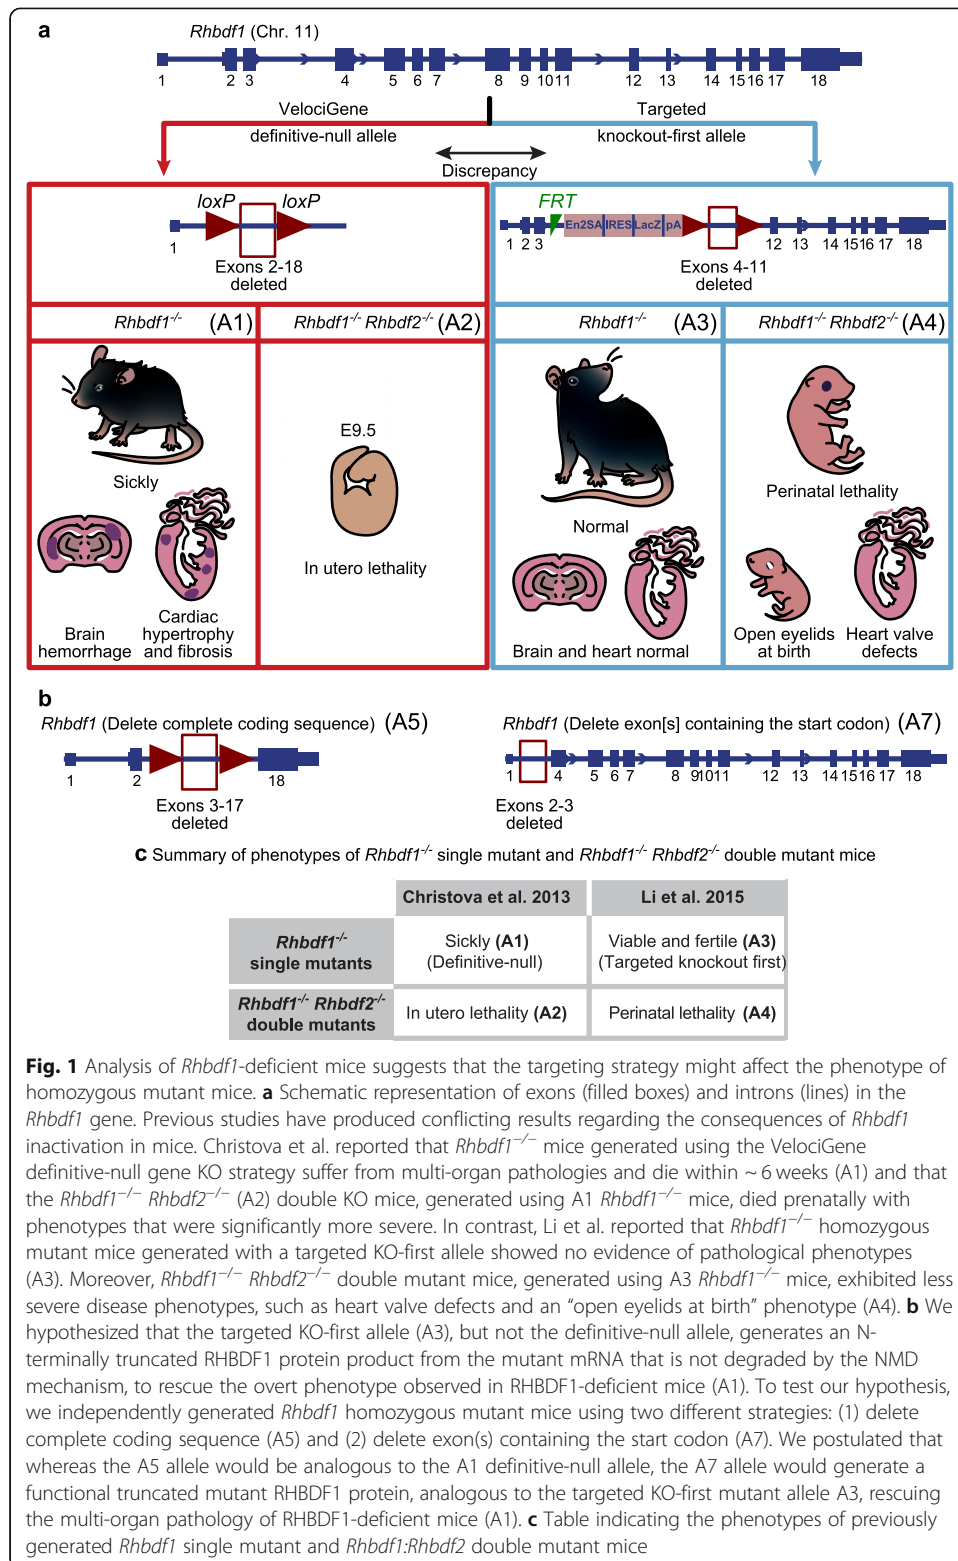 a
Rhbdf1 (Chr. 11)
1 2 3 4 5 6 7 8 9 10 11 12 13 14 15 16 17 18
VelociGene
definitive-null allele
Targeted
knockout-first allele
Discrepancy
loxP loxP
1
Exons 2-18
deleted
FRT
En2SA IRES LacZ pA
1 2 3 12 13 14 15 16 17 18
Exons 4-11
deleted
Rhbdf1-/- (A1)
Rhbdf1-/- Rhbdf2-/- (A2)
Rhbdf1-/- (A3)
Rhbdf1-/- Rhbdf2-/- (A4)
Sickly
Brain
hemorrhage
Cardiac
hypertrophy
and fibrosis
E9.5
In utero lethality
Normal
Brain and heart normal
Perinatal lethality
Open eyelids
at birth
Heart valve
defects
b
Rhbdf1 (Delete complete coding sequence) (A5)
1 2 18
Exons 3-17
deleted
Rhbdf1 (Delete exon[s] containing the start codon) (A7)
1 4 5 6 7 8 9 10 11 12 13 14 15 16 17 18
Exons 2-3
deleted
c Summary of phenotypes of Rhbdf1-/- single mutant and Rhbdf1-/- Rhbdf2-/- double mutant mice
Christova et al. 2013 Li et al. 2015
Rhbdf1-/-
single mutants
Sickly (A1)
(Definitive-null)
Viable and fertile (A3)
(Targeted knockout first)
Rhbdf1-/- Rhbdf2-/-
double mutants
In utero lethality (A2)
Perinatal lethality (A4)
Fig. 1 Analysis of Rhbdf1-deficient mice suggests that the targeting strategy might affect the phenotype of
homozygous mutant mice. a Schematic representation of exons (filled boxes) and introns (lines) in the
Rhbdf1 gene. Previous studies have produced conflicting results regarding the consequences of Rhbdf1
inactivation in mice. Christova et al. reported that Rhbdf1−/− mice generated using the VelociGene
definitive-null gene KO strategy suffer from multi-organ pathologies and die within ~ 6 weeks (A1) and that
the Rhbdf1−/− Rhbdf2−/− (A2) double KO mice, generated using A1 Rhbdf1−/− mice, died prenatally with
phenotypes that were significantly more severe. In contrast, Li et al. reported that Rhbdf1−/− homozygous
mutant mice generated with a targeted KO-first allele showed no evidence of pathological phenotypes
(A3). Moreover, Rhbdf1−/− Rhbdf2−/− double mutant mice, generated using A3 Rhbdf1−/− mice, exhibited less
severe disease phenotypes, such as heart valve defects and an “open eyelids at birth” phenotype (A4). b We
hypothesized that the targeted KO-first allele (A3), but not the definitive-null allele, generates an N-
terminally truncated RHBDF1 protein product from the mutant mRNA that is not degraded by the NMD
mechanism, to rescue the overt phenotype observed in RHBDF1-deficient mice (A1). To test our hypothesis,
we independently generated Rhbdf1 homozygous mutant mice using two different strategies: (1) delete
complete coding sequence (A5) and (2) delete exon(s) containing the start codon (A7). We postulated that
whereas the A5 allele would be analogous to the A1 definitive-null allele, the A7 allele would generate a
functional truncated mutant RHBDF1 protein, analogous to the targeted KO-first mutant allele A3, rescuing
the multi-organ pathology of RHBDF1-deficient mice (A1). c Table indicating the phenotypes of previously
generated Rhbdf1 single mutant and Rhbdf1:Rhbdf2 double mutant mice